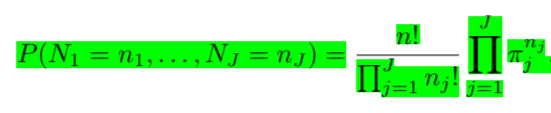 P(N_1 = n_1, \ldots, N_J = n_J) = \frac{n!}{\prod_{j=1}^{J} n_j!} \prod_{j=1}^{J} \pi_j^{n_j}.